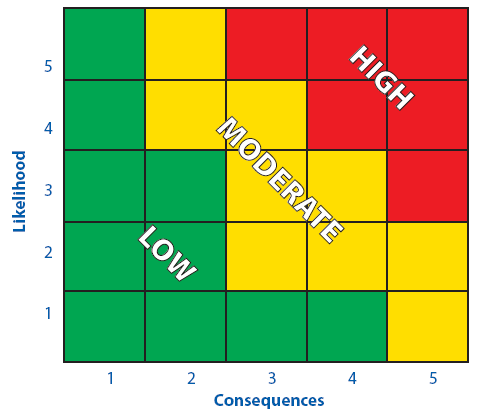 HIGH
MODERATE
LOW
Likelihood
5
4
3
2
1
1 2 3 4 5
Consequences